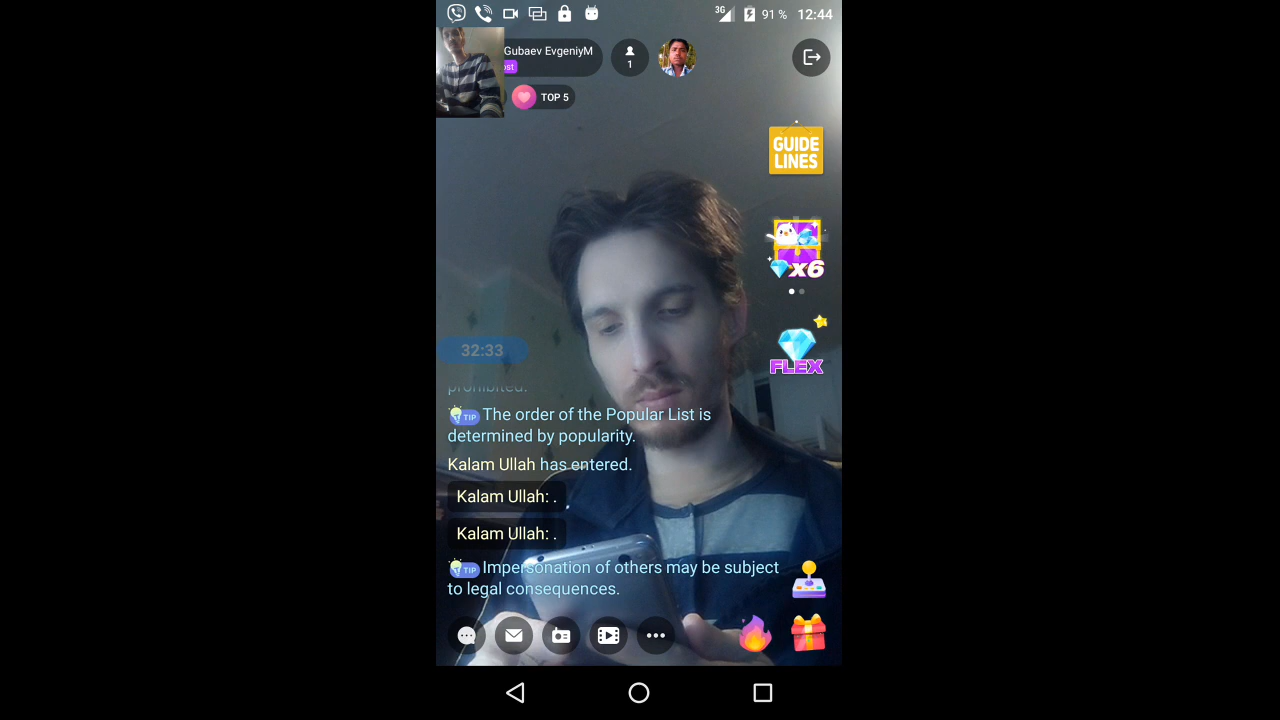 3G
91 %
12:44
Gubaev EvgeniyM
ost
1
TOP 5
GUIDE
LINES
x6
32:33
FLEX
prohibited.
TIP The order of the Popular List is
determined by popularity.
Kalam Ullah has entered.
Kalam Ullah: .
Kalam Ullah: .
TIP Impersonation of others may be subject
to legal consequences.